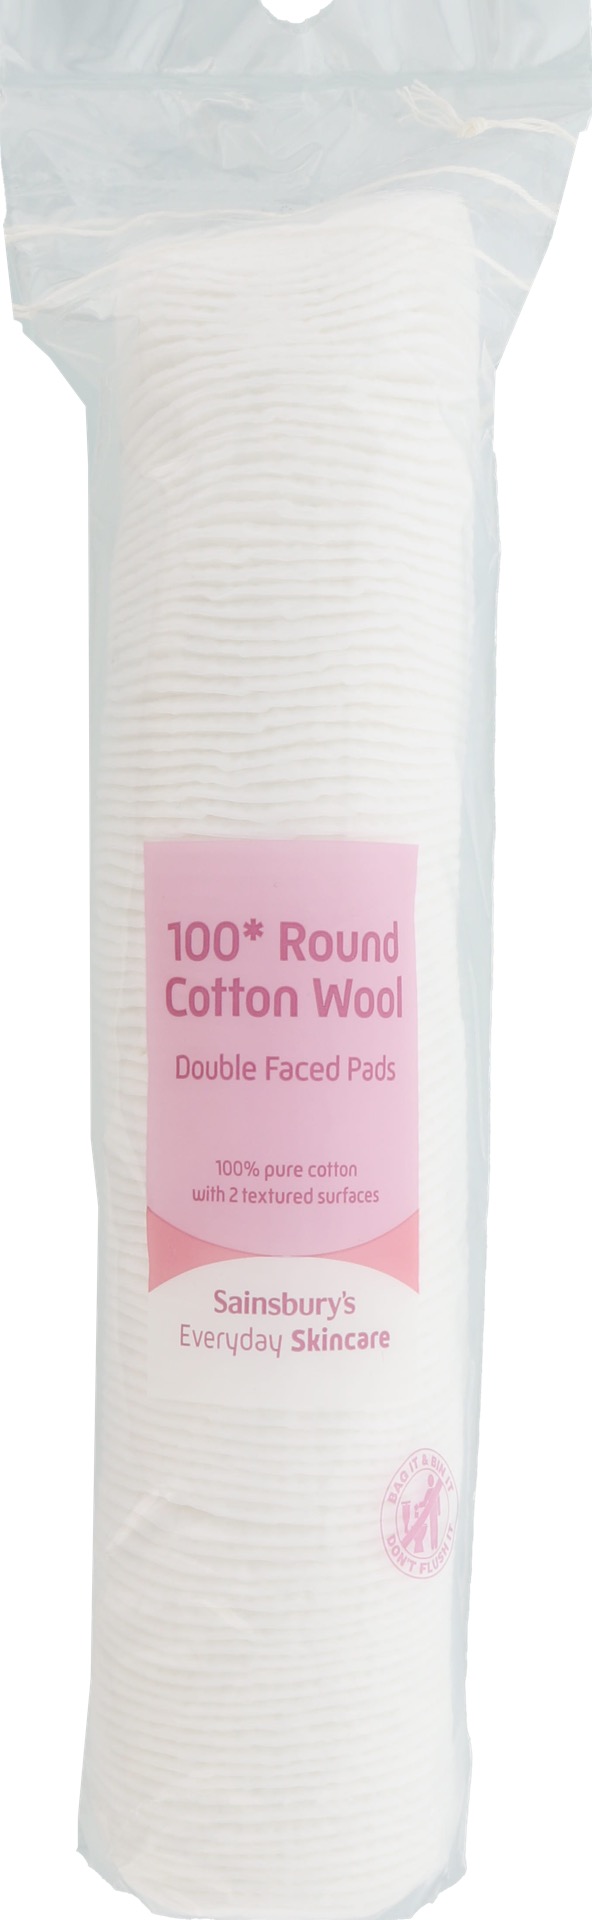 100* Round
Cotton Wool
Double Faced Pads
100% pure cotton
with 2 textured surfaces
Sainsbury's
Everyday Skincare
BAG IT & BIN IT
DON'T FLUSH IT